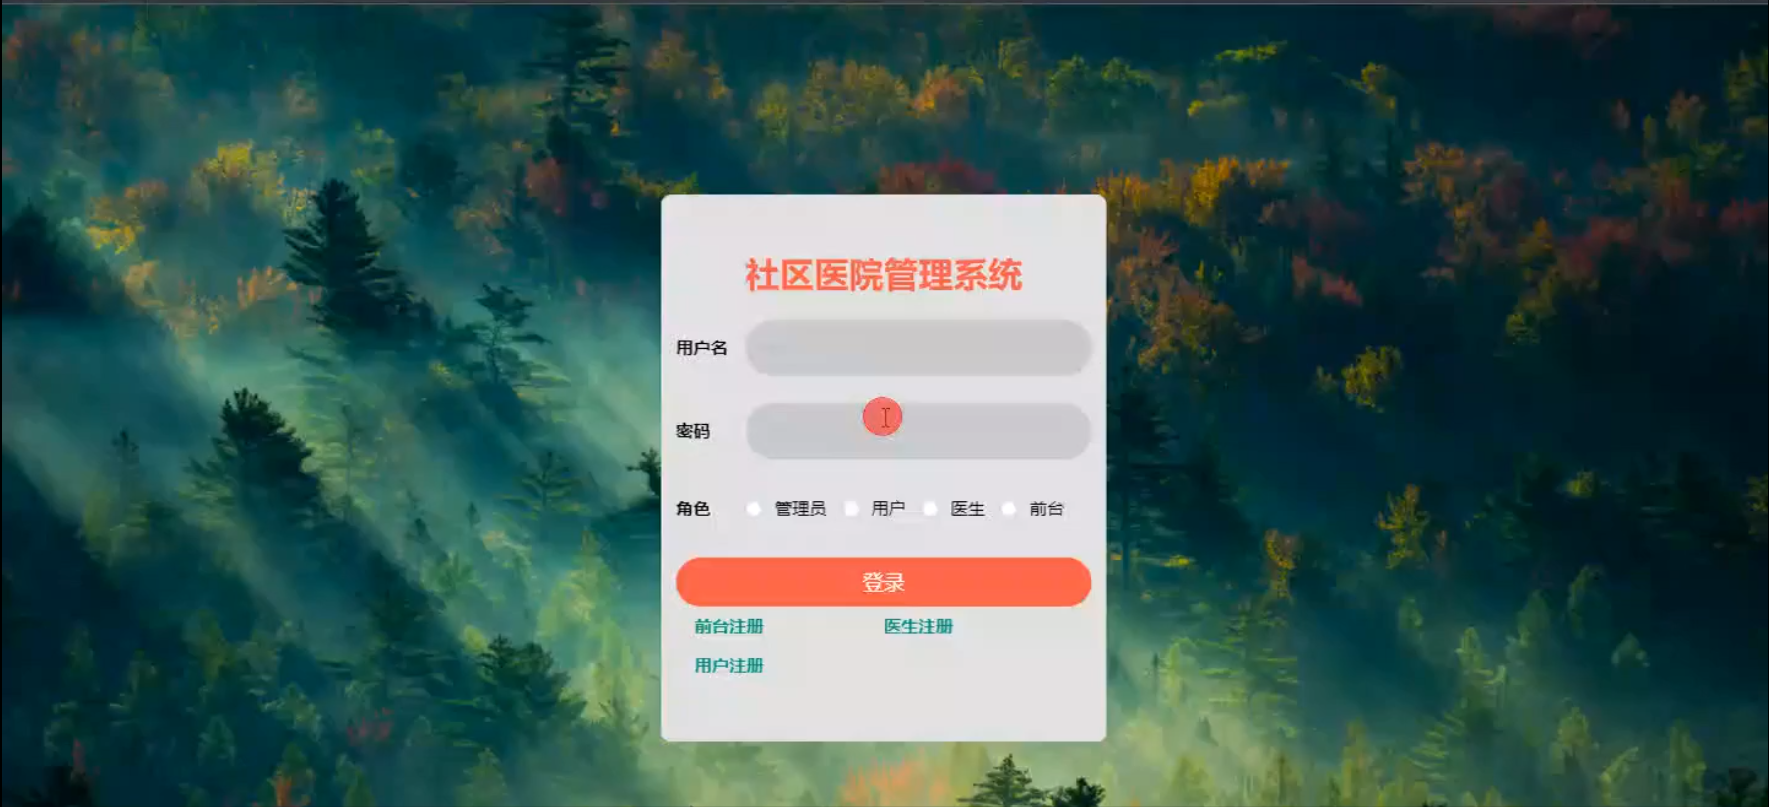 社区医院管理系统
用户名
密码
角色 管理员 用户 医生 前台
登录
前台注册 医生注册
用户注册